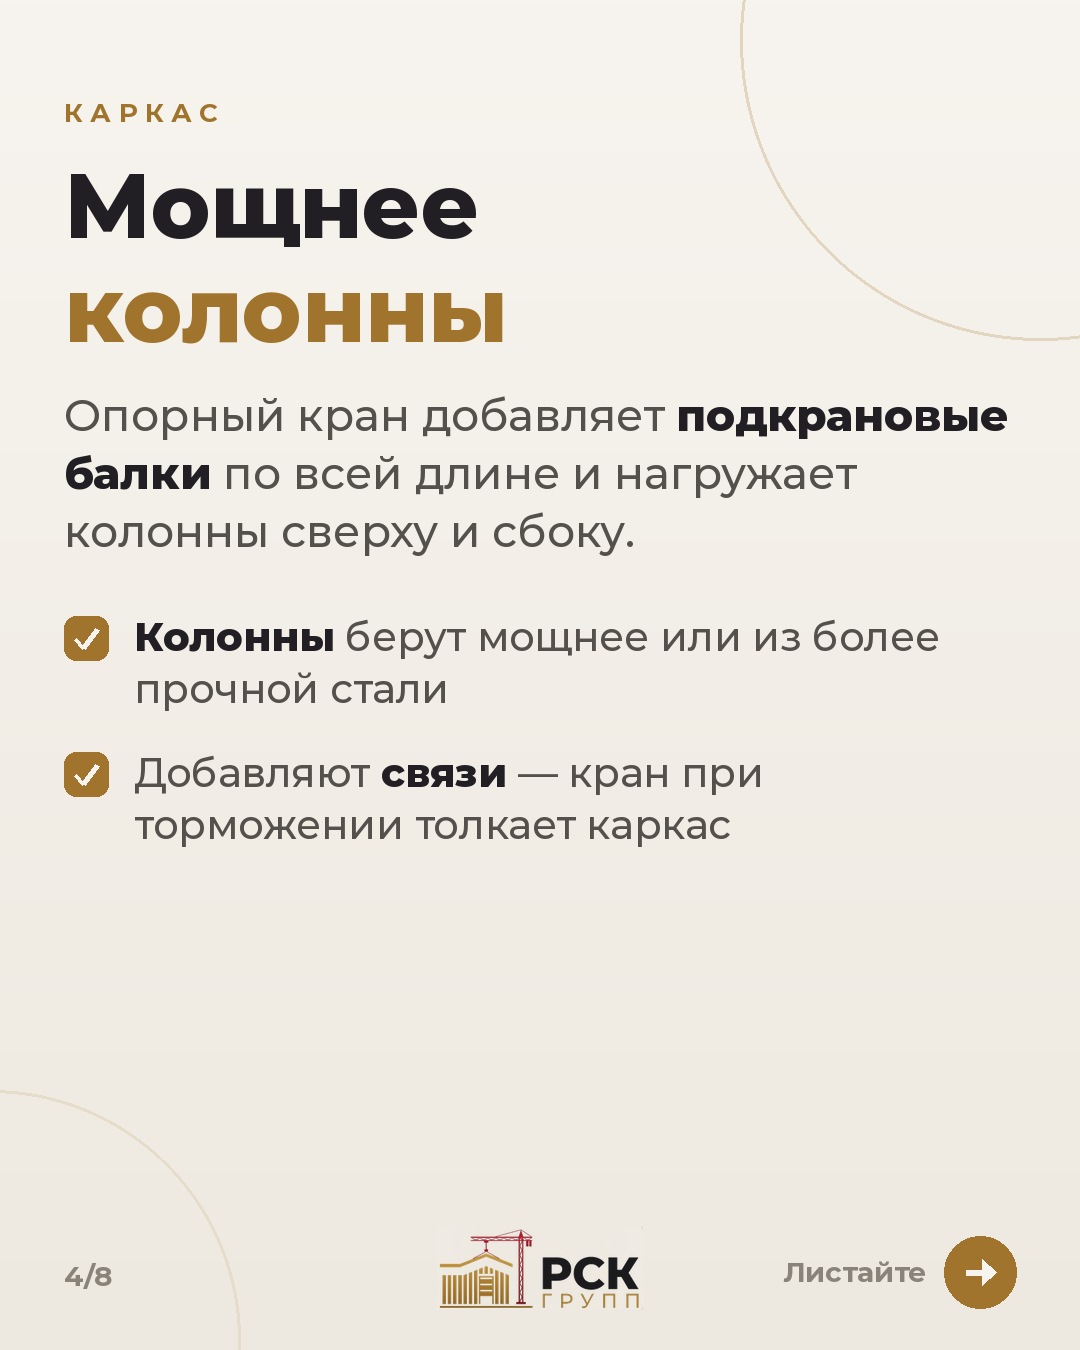 КАРКАС
Мощнее
колонны
Опорный кран добавляет подкрановые
балки по всей длине и нагружает
колонны сверху и сбоку.
Колонны берут мощнее или из более
прочной стали
Добавляют связи — кран при
торможении толкает каркас
4/8
РСК
ГРУПП
Листайте